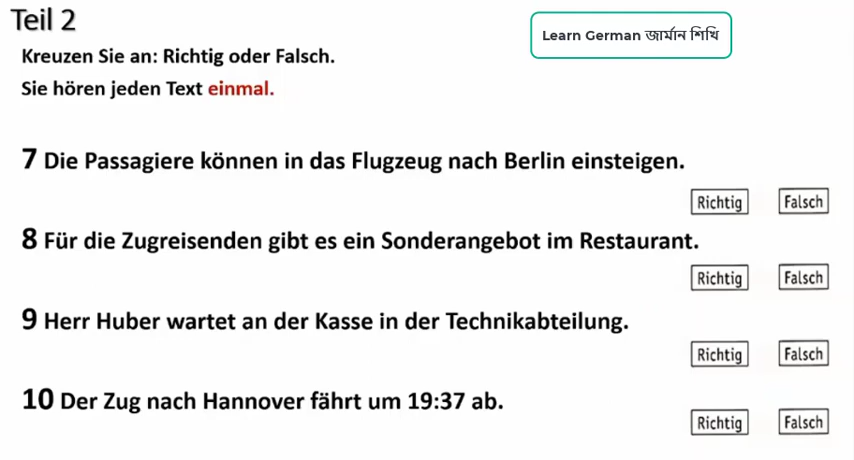 Teil 2
Learn German জার্মান শিখি
Kreuzen Sie an: Richtig oder Falsch.
Sie hören jeden Text einmal.
7 Die Passagiere können in das Flugzeug nach Berlin einsteigen.
Richtig Falsch
8 Für die Zugreisenden gibt es ein Sonderangebot im Restaurant.
Richtig Falsch
9 Herr Huber wartet an der Kasse in der Technikabteilung.
Richtig Falsch
10 Der Zug nach Hannover fährt um 19:37 ab.
Richtig Falsch